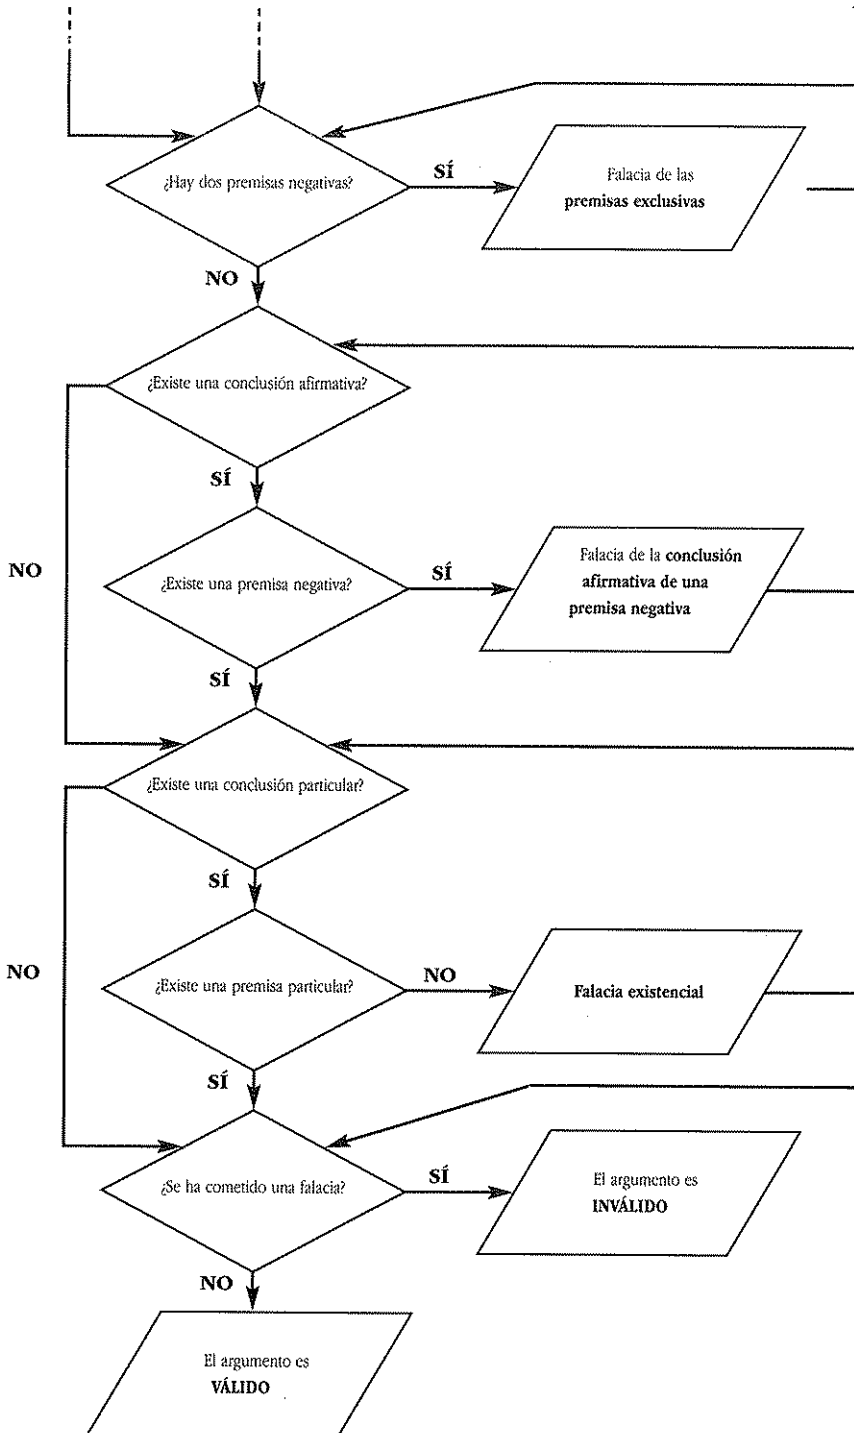 ¿Hay dos premisas negativas?
SÍ
Falacia de las
premisas exclusivas
NO
¿Existe una conclusión afirmativa?
SÍ
NO
¿Existe una premisa negativa?
SÍ
Falacia de la conclusión
afirmativa de una
premisa negativa
SÍ
¿Existe una conclusión particular?
SÍ
NO
¿Existe una premisa particular?
NO
Falacia existencial
SÍ
¿Se ha cometido una falacia?
SÍ
El argumento es
INVÁLIDO
NO
El argumento es
VÁLIDO